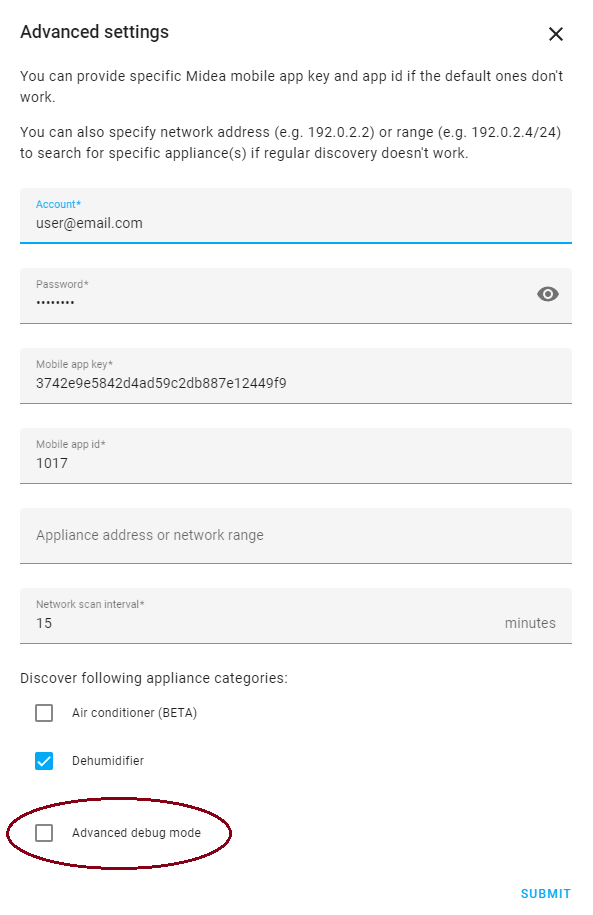 Advanced settings
You can provide specific Midea mobile app key and app id if the default ones don't
work.
You can also specify network address (e.g. 192.0.2.2) or range (e.g. 192.0.2.4/24)
to search for specific appliance(s) if regular discovery doesn't work.
Account*
user@email.com
Password*
••••••••
Mobile app key*
3742e9e5842d4ad59c2db887e12449f9
Mobile app id*
1017
Appliance address or network range
Network scan interval*
15 minutes
Discover following appliance categories:
Air conditioner (BETA)
Dehumidifier
Advanced debug mode
SUBMIT